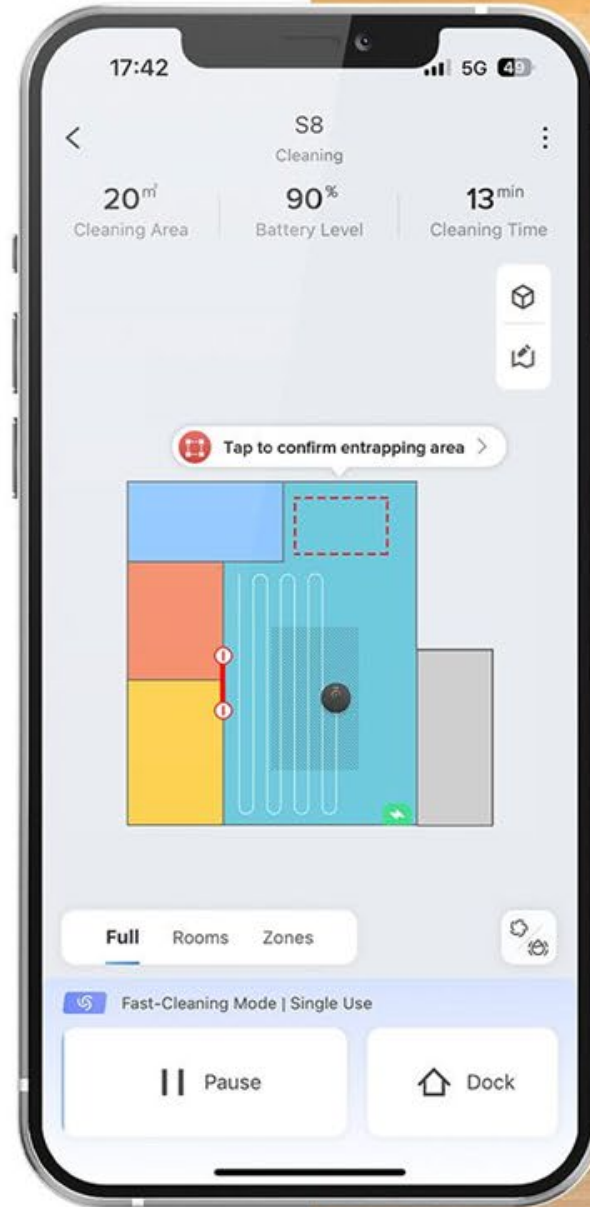 17:42 5G 49
S8
Cleaning
20㎡ 90% 13min
Cleaning Area Battery Level Cleaning Time
Tap to confirm entrapping area
Full Rooms Zones
Fast-Cleaning Mode | Single Use
Pause Dock